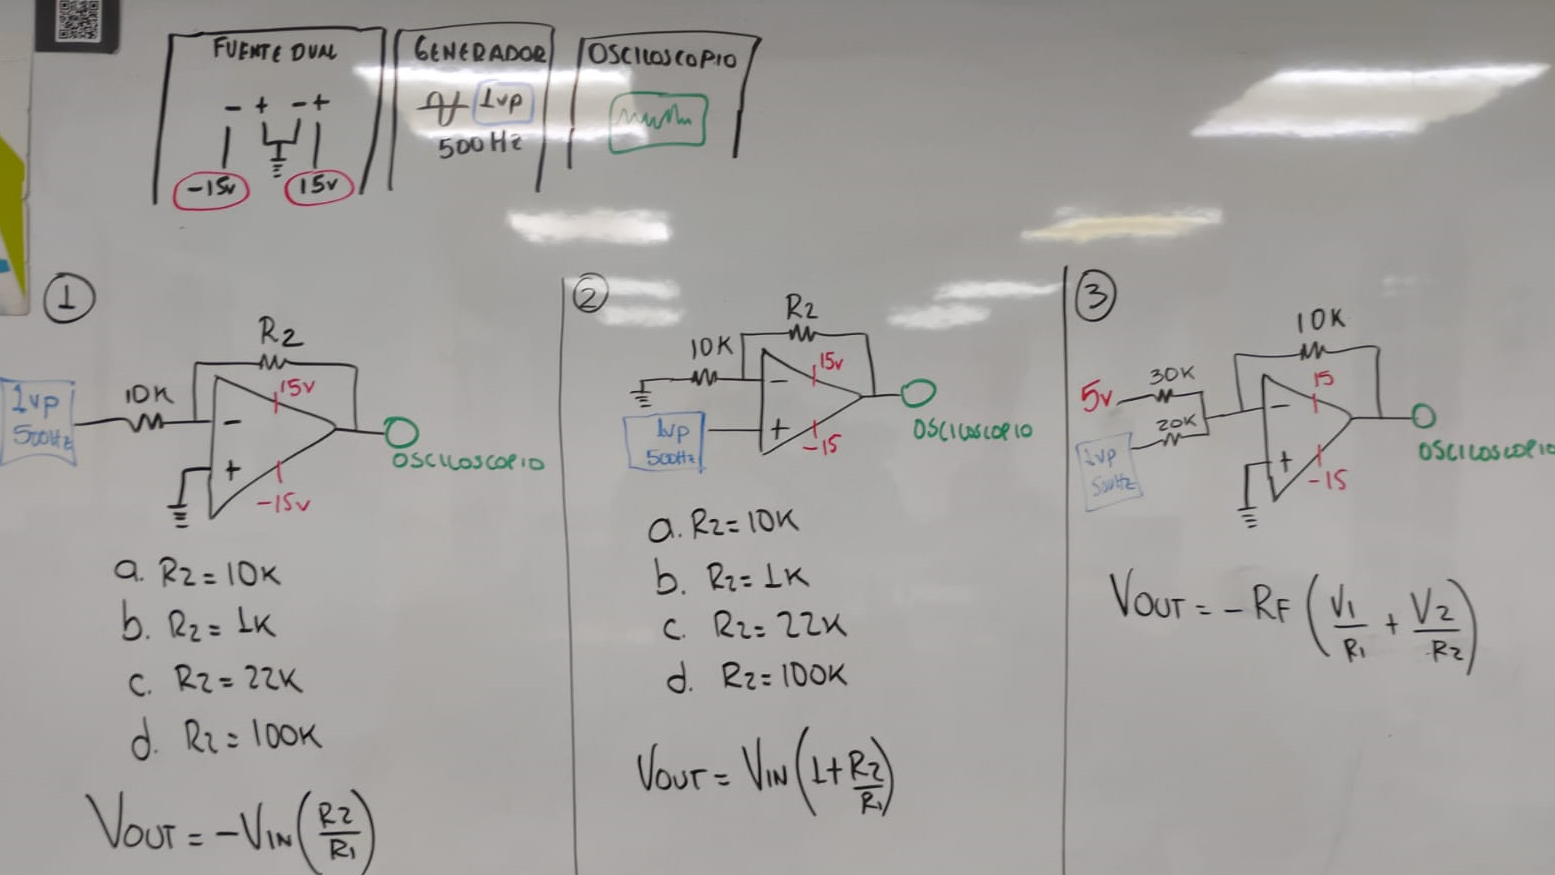 FUENTE DUAL
- + - +
-15v 15v
GENERADOR
1vp
500Hz
OSCILOSCOPIO
1
R2
10K
1vp
500Hz
15v
-
+
-15v
OSCILOSCOPIO
a. R2 = 10K
b. R2 = 1K
c. R2 = 22K
d. R2 = 100K
VOUT = -VIN (R2/R1)
2
R2
10K
15v
-
+
-15
1vp
500Hz
OSCILOSCOPIO
a. R2 = 10K
b. R2 = 1K
c. R2 = 22K
d. R2 = 100K
VOUT = VIN (1 + R2/R1)
3
10K
30K
5v
20K
1vp
500Hz
15
-
+
-15
OSCILOSCOPIO
VOUT = - RF (V1/R1 + V2/R2)